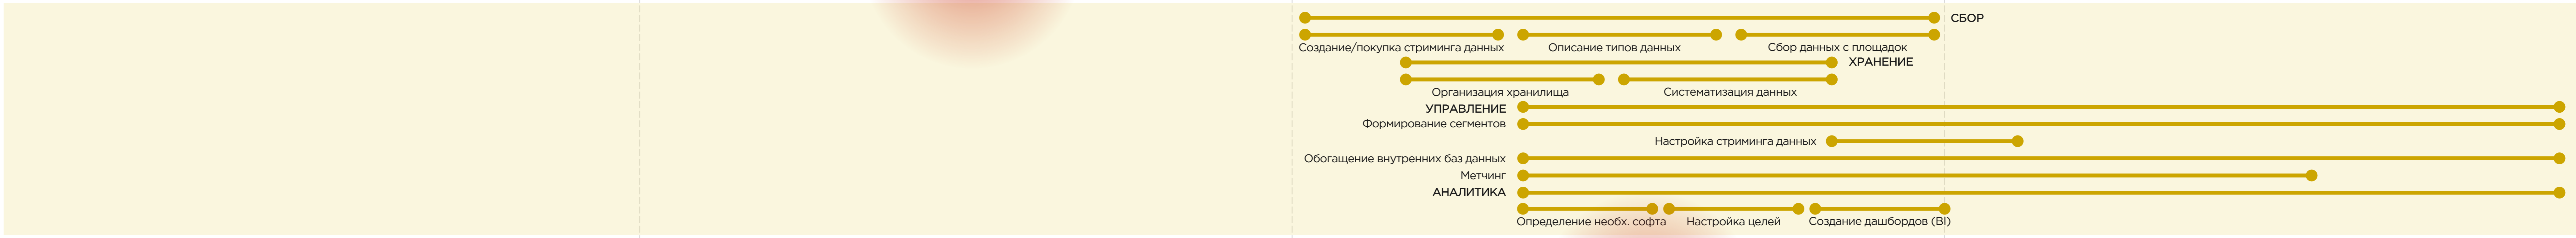 СБОР
Создание/покупка стриминга данных
Описание типов данных
Сбор данных с площадок
ХРАНЕНИЕ
Организация хранилища
Систематизация данных
УПРАВЛЕНИЕ
Формирование сегментов
Настройка стриминга данных
Обогащение внутренних баз данных
Метчинг
АНАЛИТИКА
Определение необх. софта
Настройка целей
Создание дашбордов (BI)